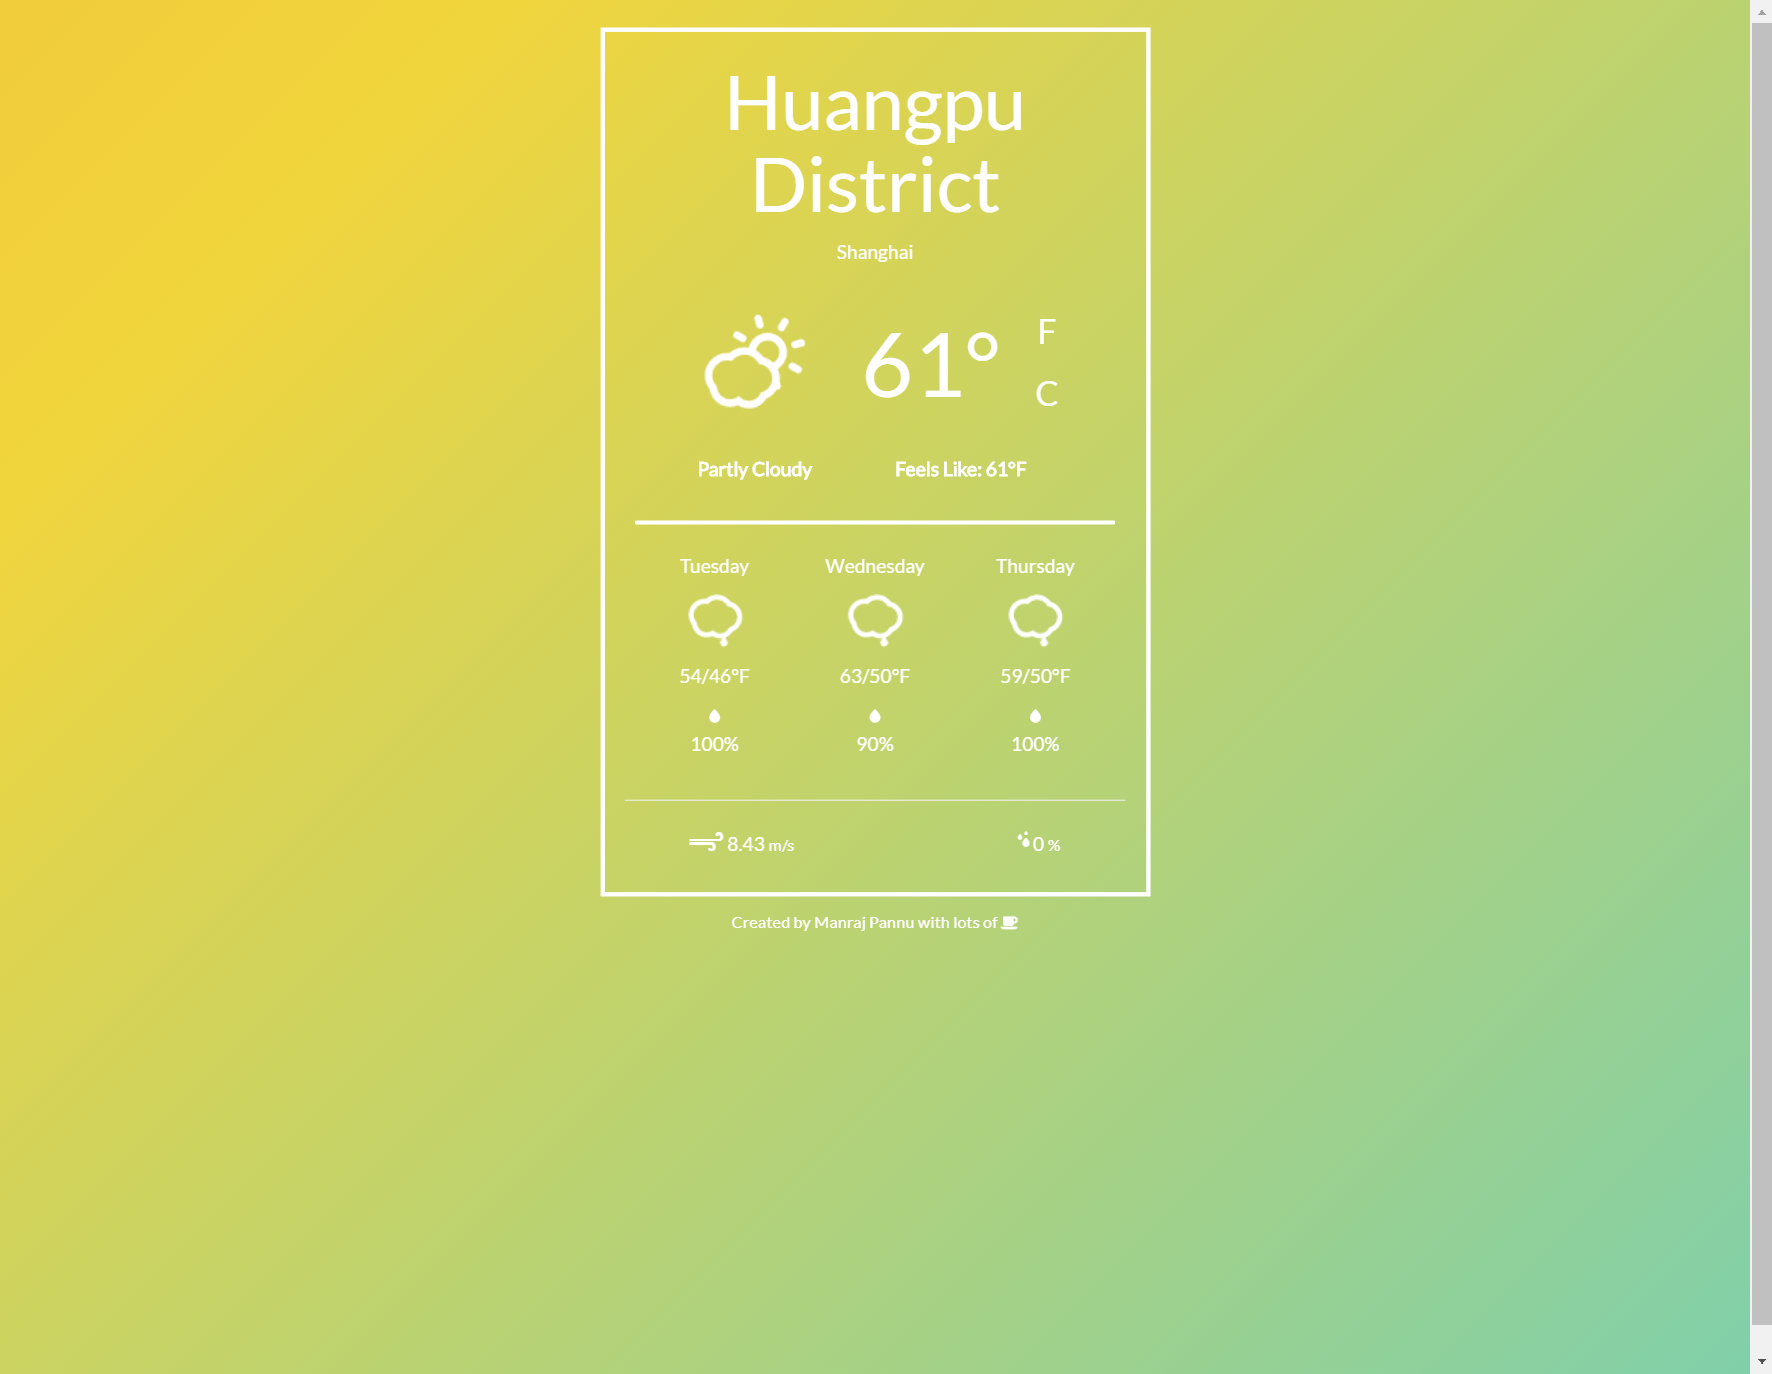 Huangpu
District
Shanghai
61°
F
C
Partly Cloudy Feels Like: 61°F
Tuesday Wednesday Thursday
54/46°F 63/50°F 59/50°F
100% 90% 100%
8.43 m/s 0 %
Created by Manraj Pannu with lots of